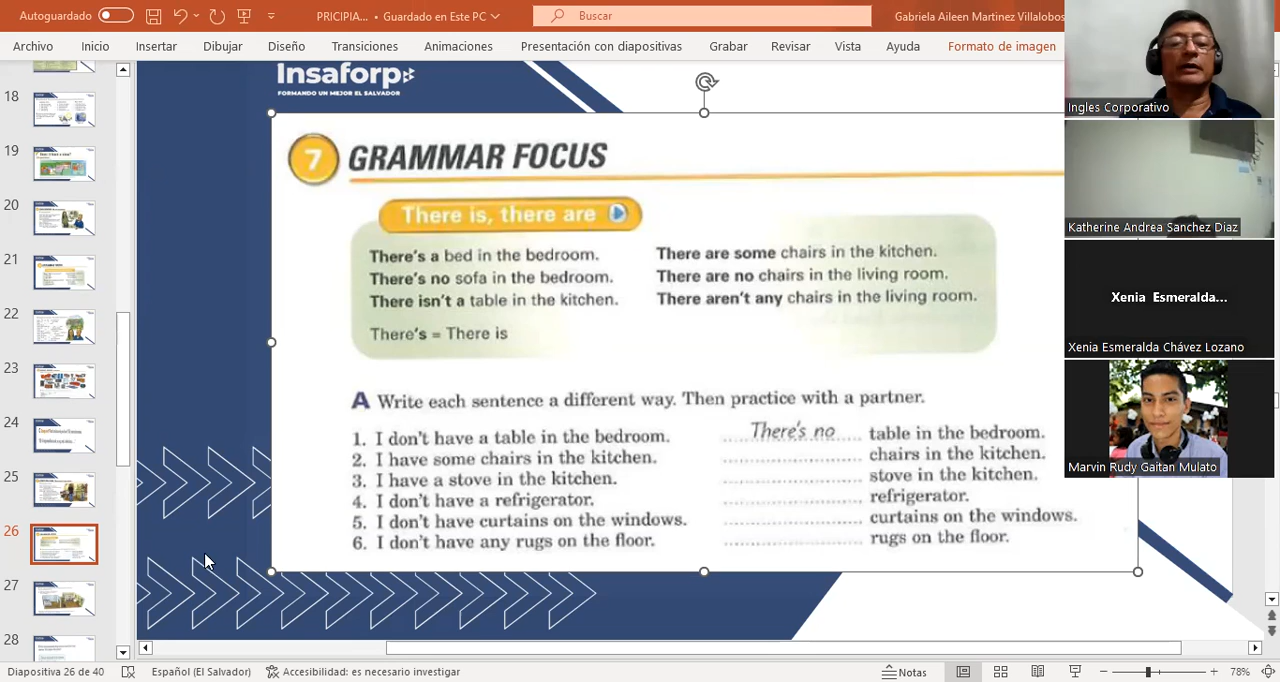 Autoguardado
PRICIPIA... • Guardado en Este PC
Buscar
Gabriela Aileen Martinez Villalobos
Archivo Inicio Insertar Dibujar Diseño Transiciones Animaciones Presentación con diapositivas Grabar Revisar Vista Ayuda Formato de imagen
18
19
20
21
22
23
24
25
26
27
28
Insaforp
FORMANDO UN MEJOR EL SALVADOR
7 GRAMMAR FOCUS
There is, there are
There's a bed in the bedroom.
There's no sofa in the bedroom.
There isn't a table in the kitchen.
There's = There is
There are some chairs in the kitchen.
There are no chairs in the living room.
There aren't any chairs in the living room.
A Write each sentence a different way. Then practice with a partner.
1. I don't have a table in the bedroom. There's no table in the bedroom.
2. I have some chairs in the kitchen. .................... chairs in the kitchen.
3. I have a stove in the kitchen. .................... stove in the kitchen.
4. I don't have a refrigerator. .................... refrigerator.
5. I don't have curtains on the windows. .................... curtains on the windows.
6. I don't have any rugs on the floor. .................... rugs on the floor.
Ingles Corporativo
Katherine Andrea Sanchez Diaz
Xenia Esmeralda...
Xenia Esmeralda Chávez Lozano
Marvin Rudy Gaitan Mulato
Diapositiva 26 de 40 Español (El Salvador) Accesibilidad: es necesario investigar Notas 78%